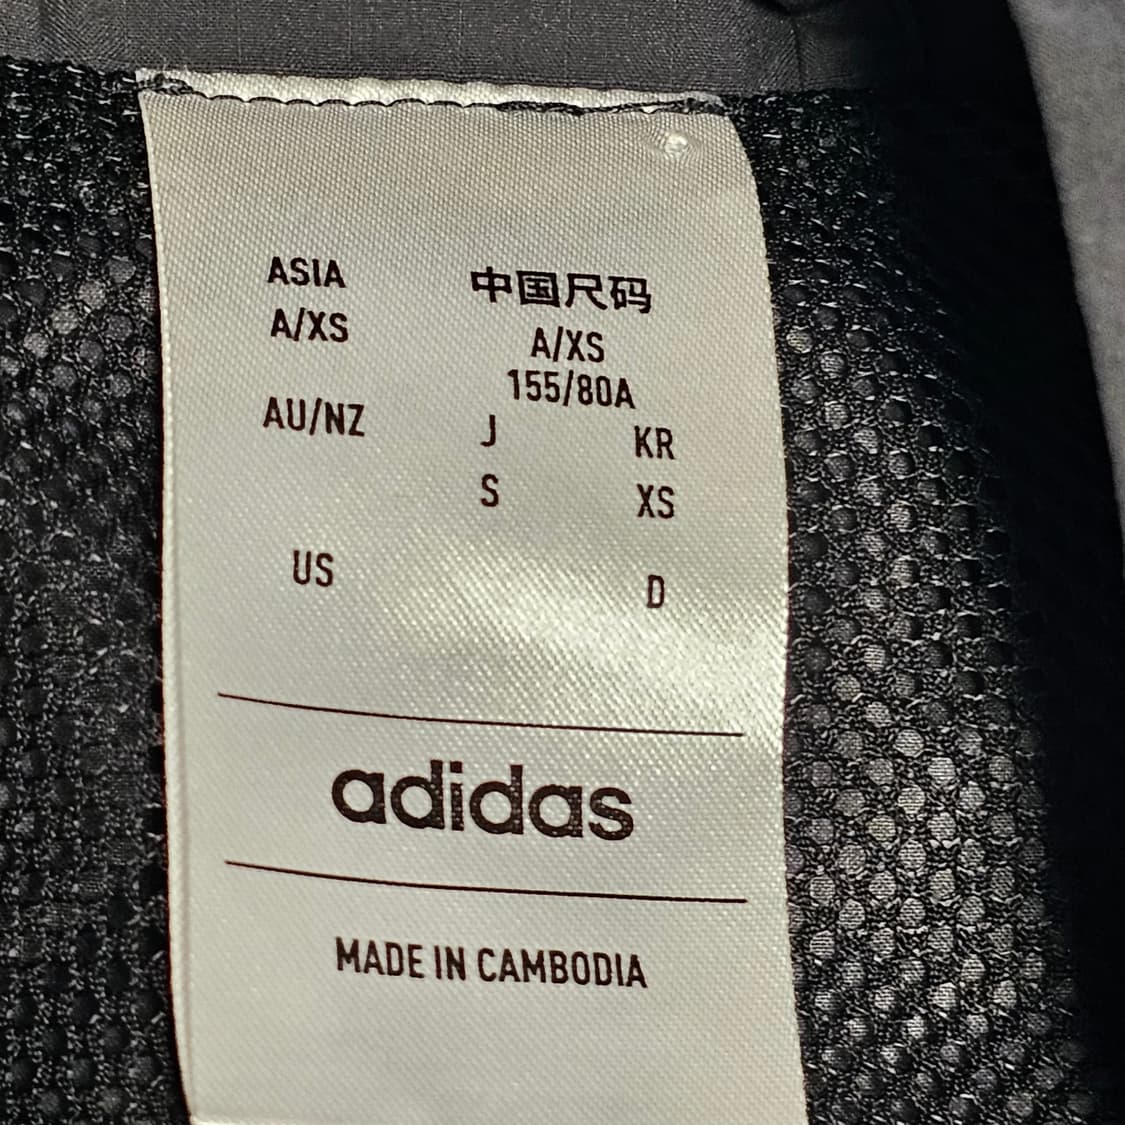 ASIA
A/XS
中国尺码
A/XS
155/80A
AU/NZ
J
S
KR
XS
US
D
adidas
MADE IN CAMBODIA